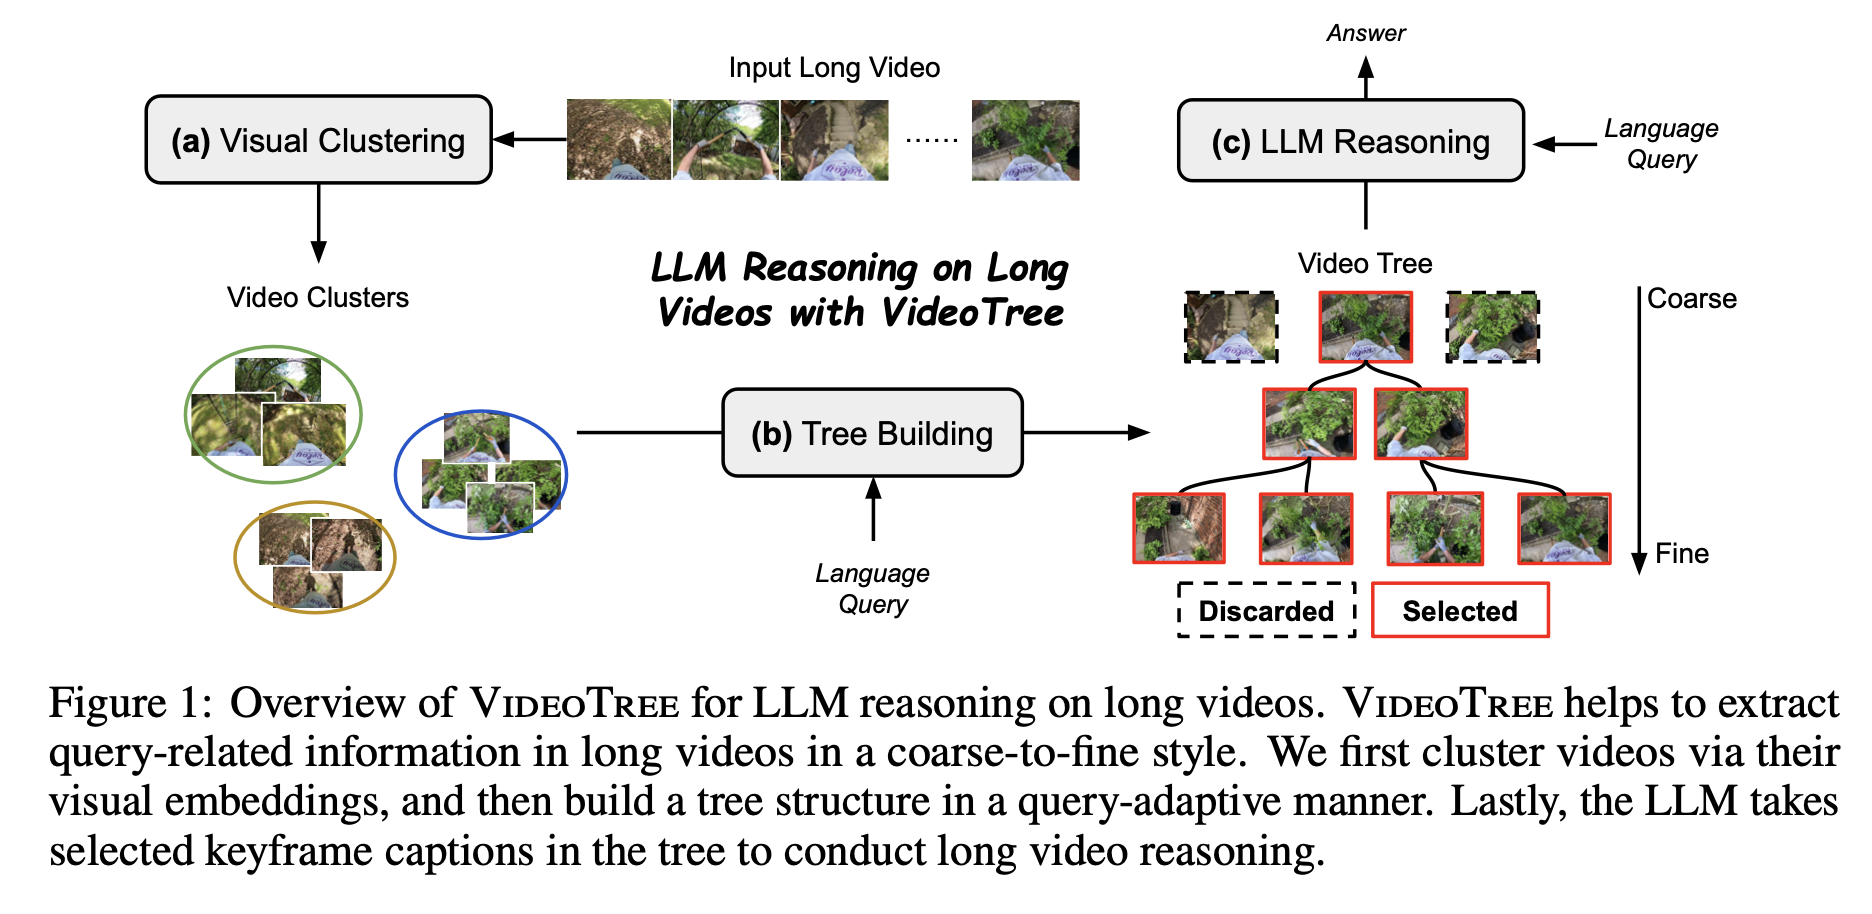 Answer
Input Long Video
(a) Visual Clustering
......
(c) LLM Reasoning
Language
Query
Video Clusters
LLM Reasoning on Long
Videos with VideoTree
Video Tree
Coarse
(b) Tree Building
Language
Query
Fine
Discarded
Selected
Figure 1: Overview of VIDEOTREE for LLM reasoning on long videos. VIDEOTREE helps to extract
query-related information in long videos in a coarse-to-fine style. We first cluster videos via their
visual embeddings, and then build a tree structure in a query-adaptive manner. Lastly, the LLM takes
selected keyframe captions in the tree to conduct long video reasoning.